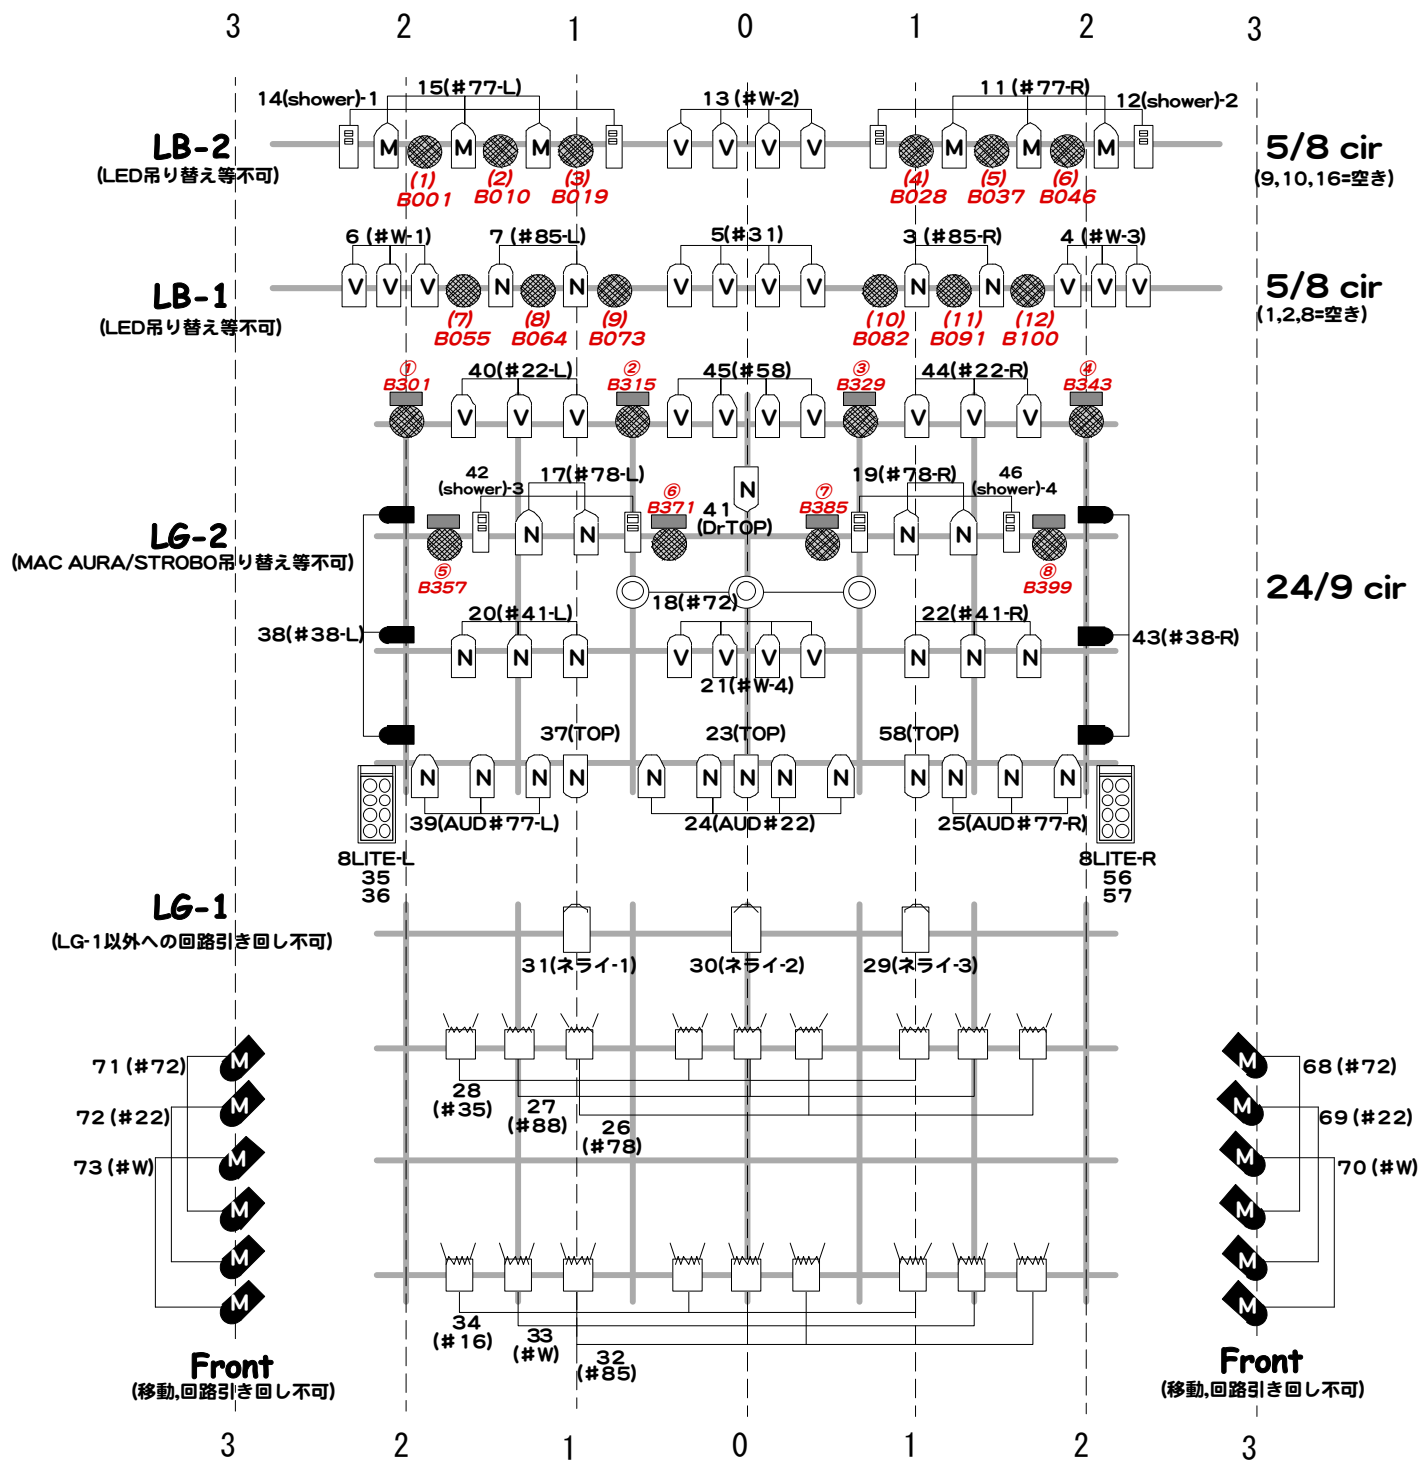 3 2 1 0 1 2 3
14(shower)-1
15(#77-L)
13(#W-2)
11(#77-R)
12(shower)-2
LB-2
(LED吊り替え等不可)
M M M V V V V M M M
5/8 cir
(9,10,16=空き)
(1)
B001
(2)
B010
(3)
B019
(4)
B028
(5)
B037
(6)
B046
6 (#W-1)
7 (#85-L)
5(#31)
3 (#85-R)
4 (#W-3)
LB-1
(LED吊り替え等不可)
V V V N N V V V V N N V V V
5/8 cir
(1,2,8=空き)
(7)
B055
(8)
B064
(9)
B073
(10)
B082
(11)
B091
(12)
B100
①
B301
40(#22-L)
②
B315
45(#58)
③
B329
44(#22-R)
④
B343
V V V V V V V V V V
42
(shower)-3
17(#78-L)
⑥
B371
N
41
(DrTOP)
⑦
B385
19(#78-R)
46
(shower)-4
LG-2
(MAC AURA/STROBO吊り替え等不可)
N N N N
⑤
B357
⑧
B399
24/9 cir
18(#72)
20(#41-L)
22(#41-R)
38(#38-L)
43(#38-R)
N N N V V V V N N N
21(#W-4)
37(TOP)
23(TOP)
58(TOP)
N N N N N N N N N N N N N N
39(AUD#77-L)
24(AUD#22)
25(AUD#77-R)
8LITE-L
35
36
8LITE-R
56
57
LG-1
(LG-1以外への回路引き回し不可)
31(ネライ-1)
30(ネライ-2)
29(ネライ-3)
28
(#35)
27
(#88)
26
(#78)
71(#72)
72(#22)
73(#W)
M
M
M
M
M
M
68(#72)
69(#22)
70(#W)
M
M
M
M
M
M
34
(#16)
33
(#W)
32
(#85)
Front
(移動,回路引き回し不可)
Front
(移動,回路引き回し不可)
3 2 1 0 1 2 3